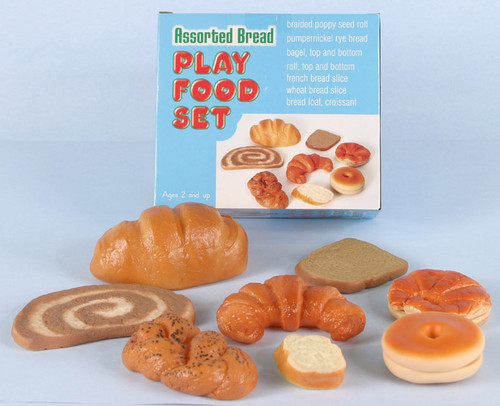 Assorted Bread
PLAY
FOOD
SET
braided poppy seed roll
pumpernickel rye bread
bagel, top and bottom
roll, top and bottom
french bread slice
wheat bread slice
bread loaf, croissant
Ages 2 and up